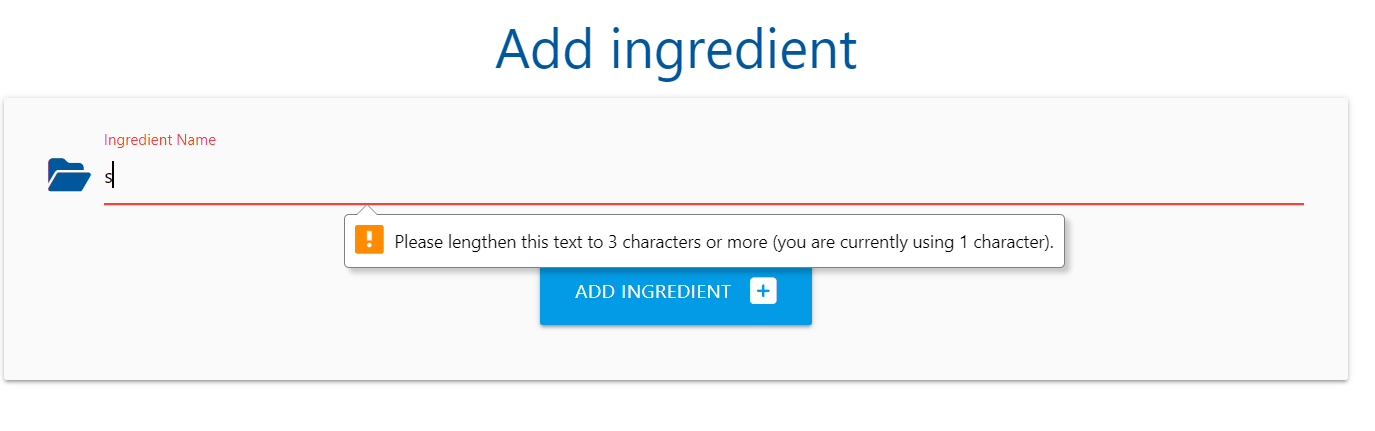 Add ingredient
Ingredient Name
s
Please lengthen this text to 3 characters or more (you are currently using 1 character).
ADD INGREDIENT